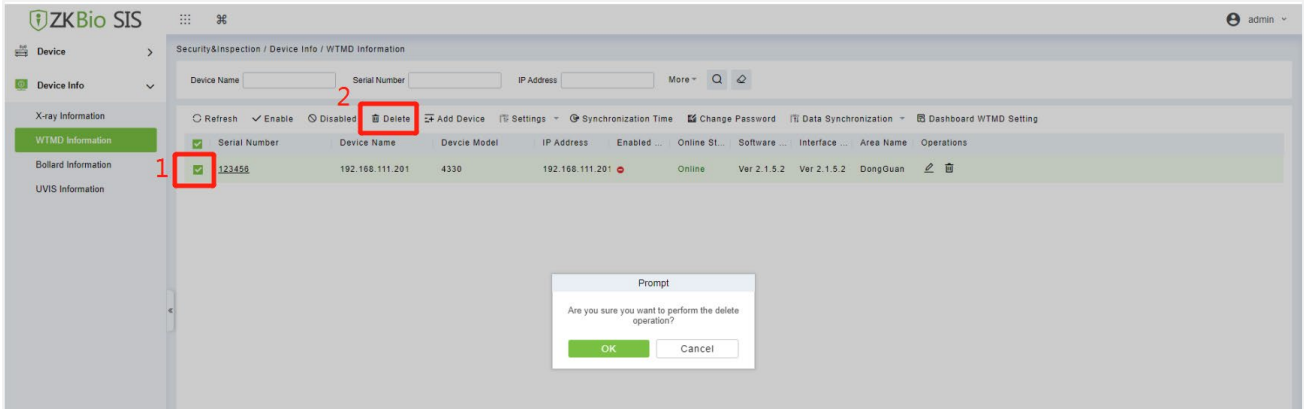 ZKBio SIS
admin
Device
Security&Inspection / Device Info / WTMD Information
Device Info
Device Name Serial Number IP Address More
2
X-ray Information
Refresh Enable Disabled Delete Add Device Settings Synchronization Time Change Password Data Synchronization Dashboard WTMD Setting
WTMD Information
Serial Number Device Name Devcie Model IP Address Enabled ... Online St... Software ... Interface ... Area Name Operations
Bollard Information
1
123456 192.168.111.201 4330 192.168.111.201 Online Ver 2.1.5.2 Ver 2.1.5.2 DongGuan
UVIS Information
Prompt
Are you sure you want to perform the delete
operation?
OK Cancel